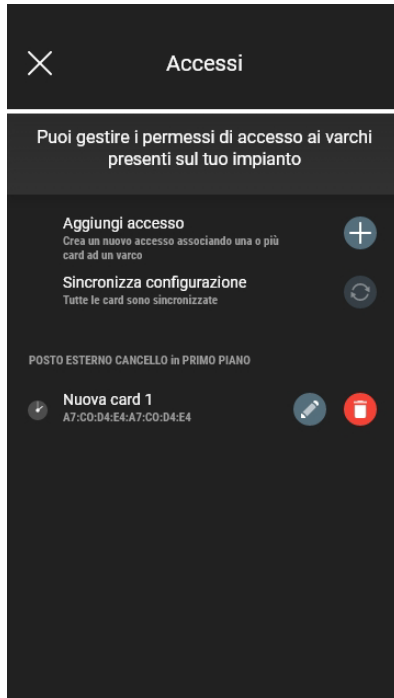 Accessi
Puoi gestire i permessi di accesso ai varchi
presenti sul tuo impianto
Aggiungi accesso
Crea un nuovo accesso associando una o più
card ad un varco
Sincronizza configurazione
Tutte le card sono sincronizzate
POSTO ESTERNO CANCELLO in PRIMO PIANO
Nuova card 1
A7:C0:D4:E4:A7:C0:D4:E4